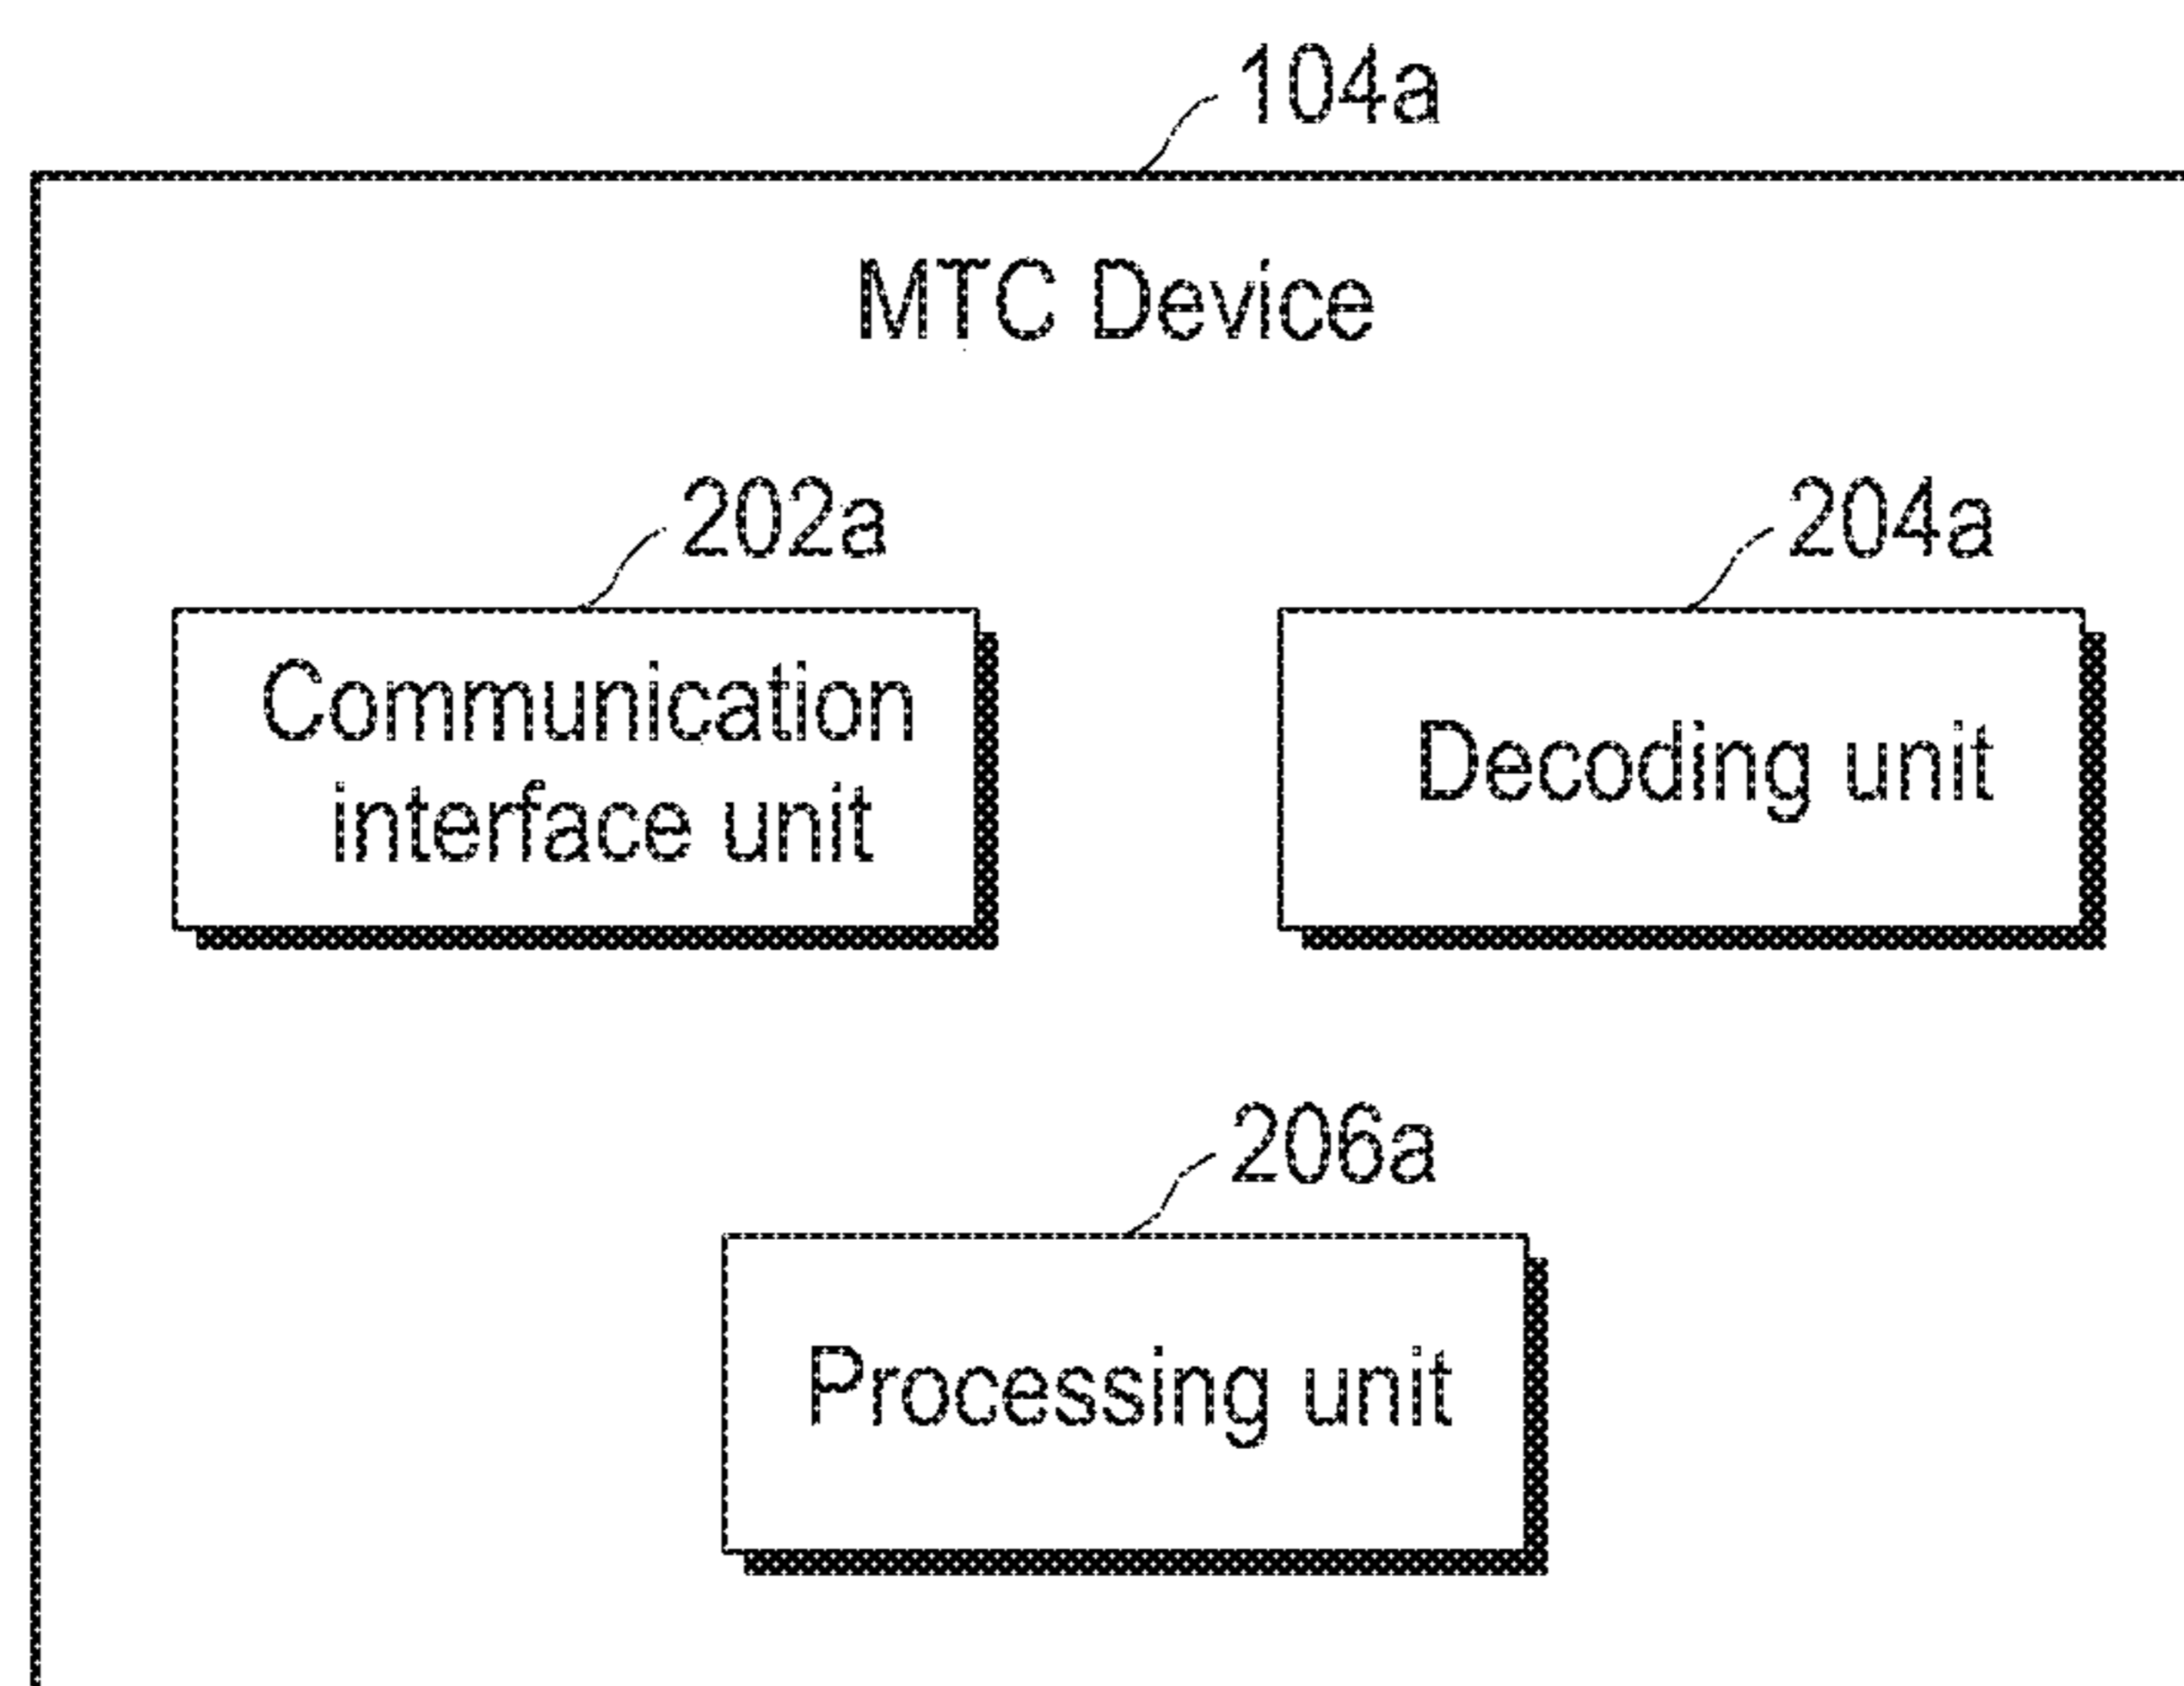 104a
MTC Device
202a
204a
Communication
interface unit
Decoding unit
206a
Processing unit